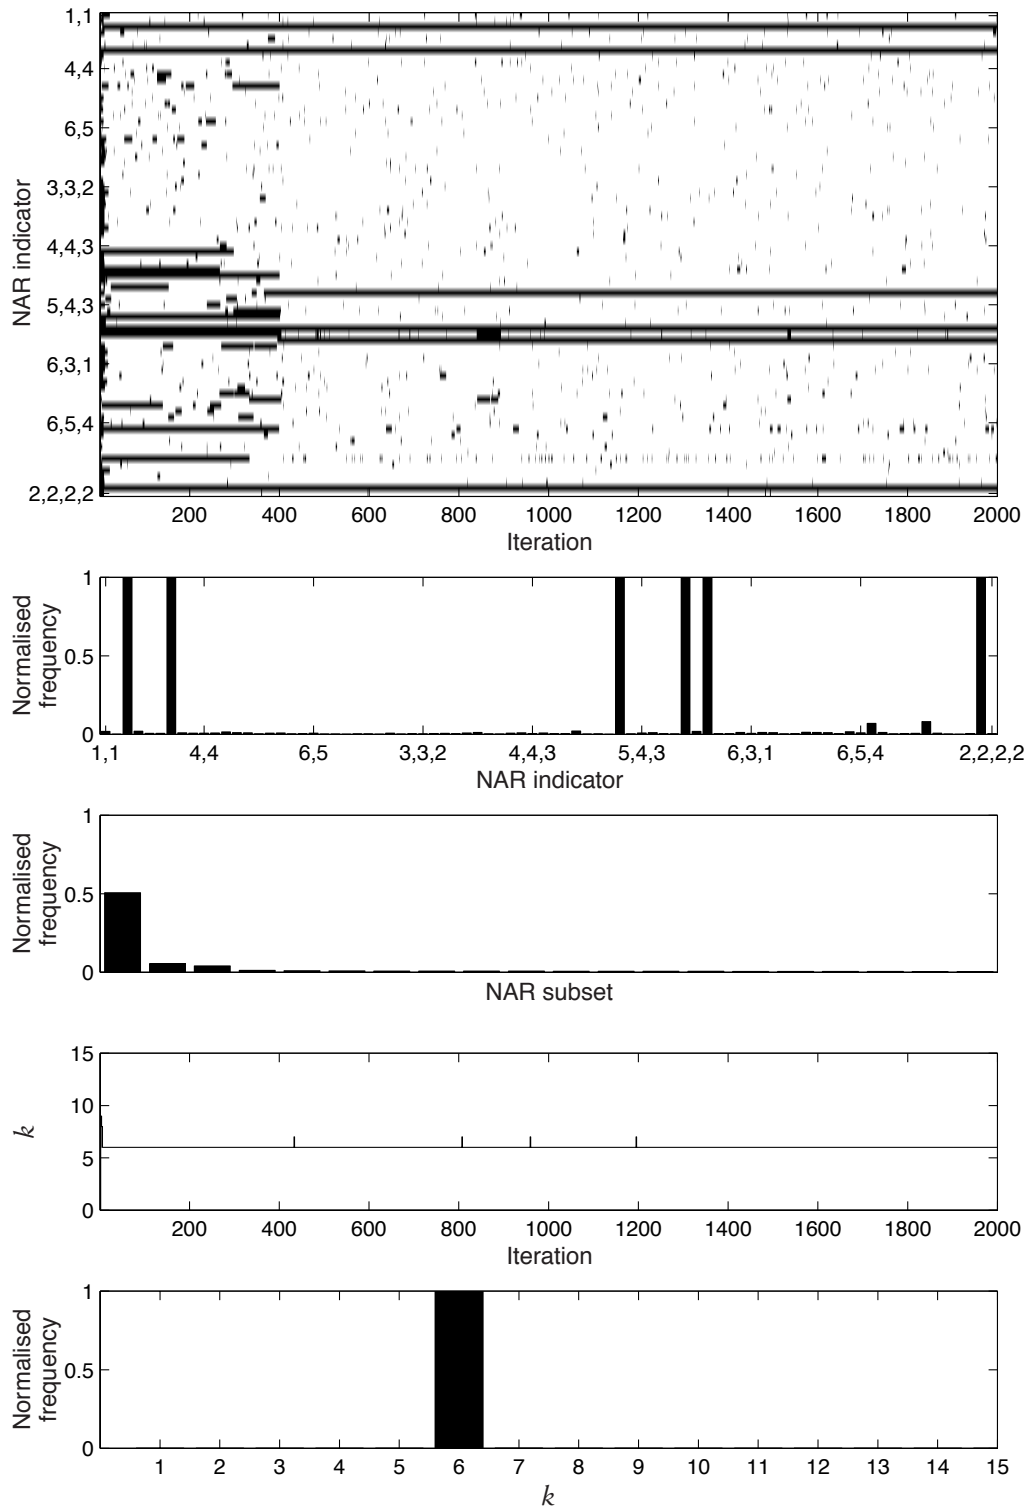 1,1
4,4
6,5
3,3,2
4,4,3
5,4,3
6,3,1
6,5,4
2,2,2,2
NAR indicator
200 400 600 800 1000 1200 1400 1600 1800 2000
Iteration
1
0.5
0
Normalised
frequency
1,1 4,4 6,5 3,3,2 4,4,3 5,4,3 6,3,1 6,5,4 2,2,2,2
NAR indicator
1
0.5
0
Normalised
frequency
NAR subset
15
10
5
0
k
200 400 600 800 1000 1200 1400 1600 1800 2000
Iteration
1
0.5
0
Normalised
frequency
1 2 3 4 5 6 7 8 9 10 11 12 13 14 15
k